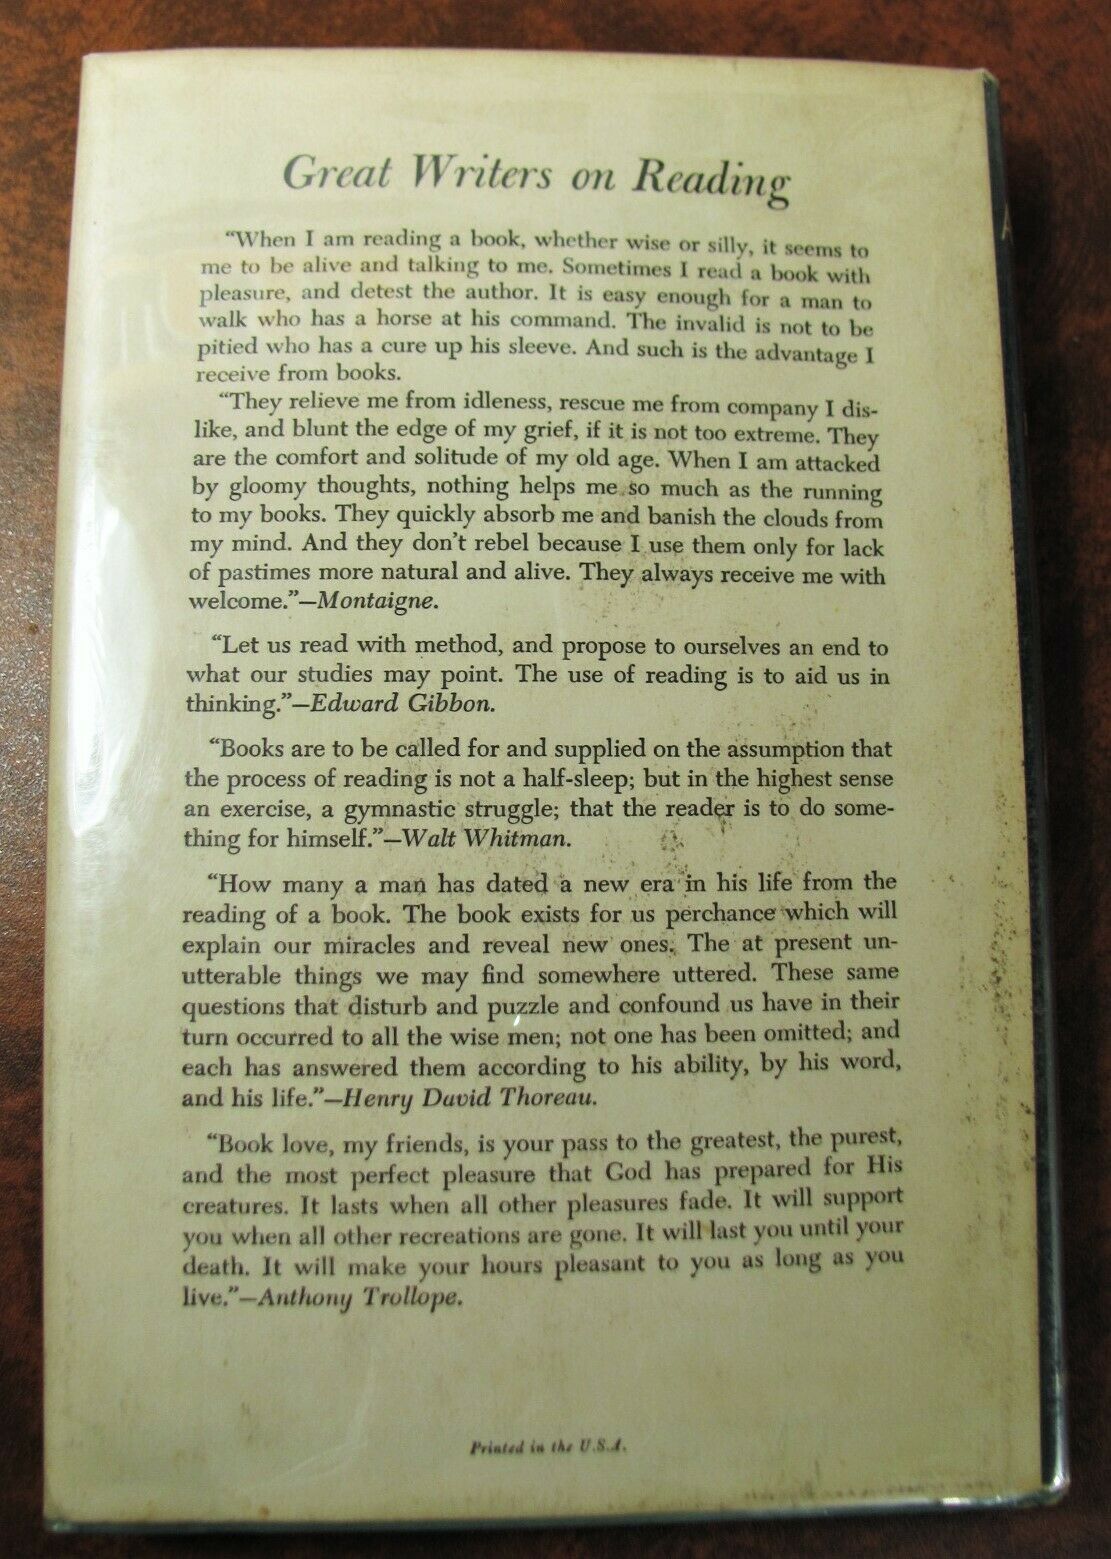 Great Writers on Reading
“When I am reading a book, whether wise or silly, it seems to
me to be alive and talking to me. Sometimes I read a book with
pleasure, and detest the author. It is easy enough for a man to
walk who has a horse at his command. The invalid is not to be
pitied who has a cure up his sleeve. And such is the advantage I
receive from books.
“They relieve me from idleness, rescue me from company I dis-
like, and blunt the edge of my grief, if it is not too extreme. They
are the comfort and solitude of my old age. When I am attacked
by gloomy thoughts, nothing helps me so much as the running
to my books. They quickly absorb me and banish the clouds from
my mind. And they don’t rebel because I use them only for lack
of pastimes more natural and alive. They always receive me with
welcome.”—Montaigne.
“Let us read with method, and propose to ourselves an end to
what our studies may point. The use of reading is to aid us in
thinking.”—Edward Gibbon.
“Books are to be called for and supplied on the assumption that
the process of reading is not a half-sleep; but in the highest sense
an exercise, a gymnastic struggle; that the reader is to do some-
thing for himself.”—Walt Whitman.
“How many a man has dated a new era in his life from the
reading of a book. The book exists for us perchance which will
explain our miracles and reveal new ones. The at present un-
utterable things we may find somewhere uttered. These same
questions that disturb and puzzle and confound us have in their
turn occurred to all the wise men; not one has been omitted; and
each has answered them according to his ability, by his word,
and his life.”—Henry David Thoreau.
“Book love, my friends, is your pass to the greatest, the purest,
and the most perfect pleasure that God has prepared for His
creatures. It lasts when all other pleasures fade. It will support
you when all other recreations are gone. It will last you until your
death. It will make your hours pleasant to you as long as you
live.”—Anthony Trollope.
Printed in the U.S.A.